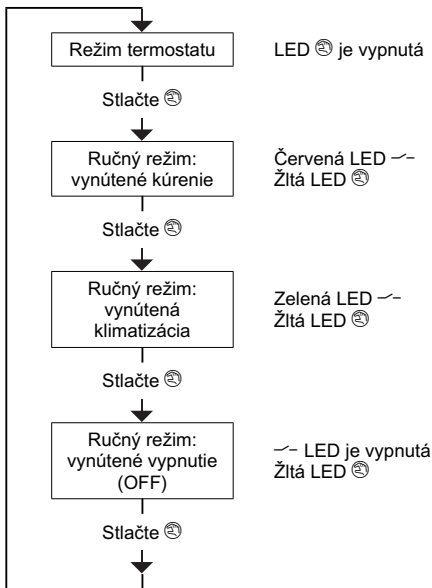 Režim termostatu
LED je vypnutá
Stlačte
Ručný režim:
vynútené kúrenie
Červená LED
Žltá LED
Stlačte
Ručný režim:
vynútená
klimatizácia
Zelená LED
Žltá LED
Stlačte
Ručný režim:
vynútené vypnutie
(OFF)
LED je vypnutá
Žltá LED
Stlačte